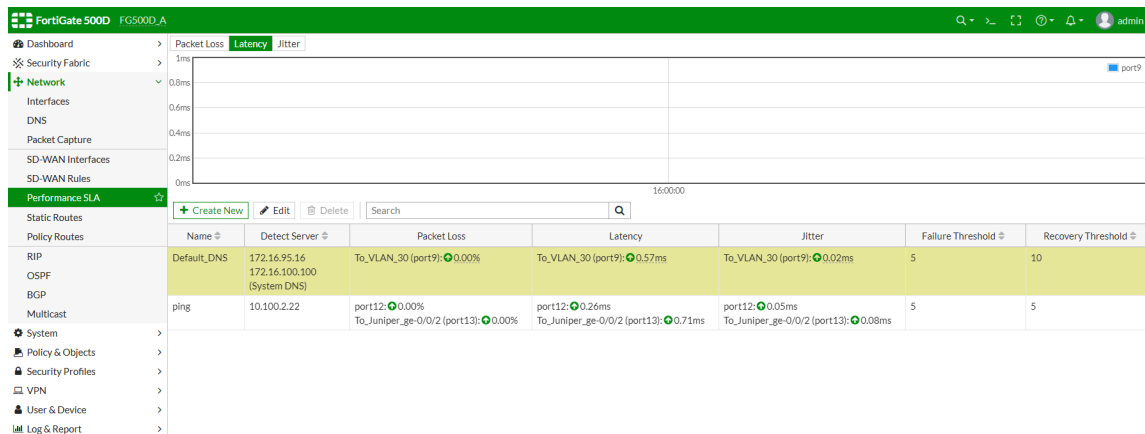 FortiGate 500D FG500D_A
admin
Dashboard
Security Fabric
Network
Interfaces
DNS
Packet Capture
SD-WAN Interfaces
SD-WAN Rules
Performance SLA
Static Routes
Policy Routes
RIP
OSPF
BGP
Multicast
System
Policy & Objects
Security Profiles
VPN
User & Device
Log & Report
Packet Loss Latency Jitter
1ms
port9
0.8ms
0.6ms
0.4ms
0.2ms
0ms
16:00:00
+ Create New Edit Delete Search
Name Detect Server Packet Loss Latency Jitter Failure Threshold Recovery Threshold
Default_DNS 172.16.95.16 To_VLAN_30 (port9): 0.00% To_VLAN_30 (port9): 0.57ms To_VLAN_30 (port9): 0.02ms 5 10
172.16.100.100
(System DNS)
ping 10.100.2.22 port12: 0.00% port12: 0.26ms port12: 0.05ms 5 5
To_Juniper_ge-0/0/2 (port13): 0.00% To_Juniper_ge-0/0/2 (port13): 0.71ms To_Juniper_ge-0/0/2 (port13): 0.08ms